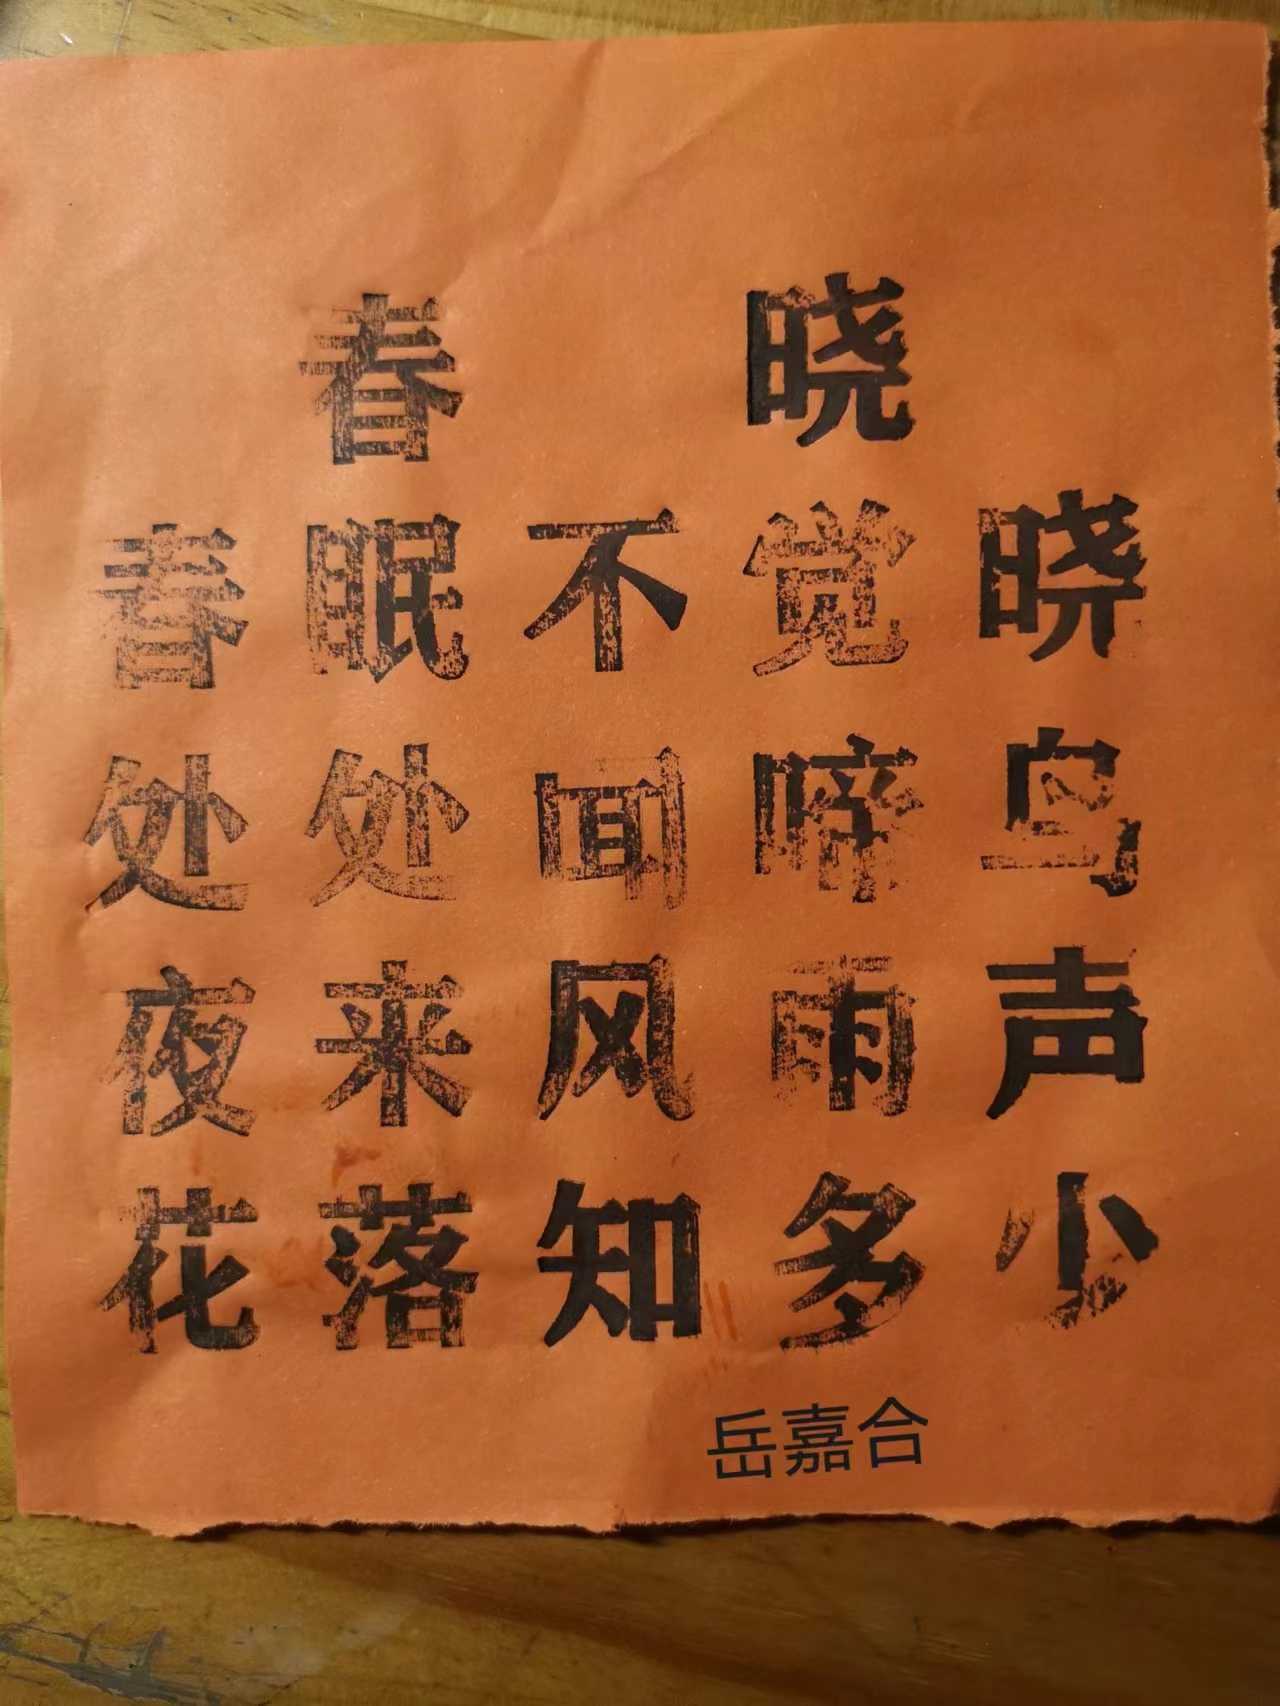 春晓
春眠不觉晓
处处闻啼鸟
夜来风雨声
花落知多少
岳嘉合